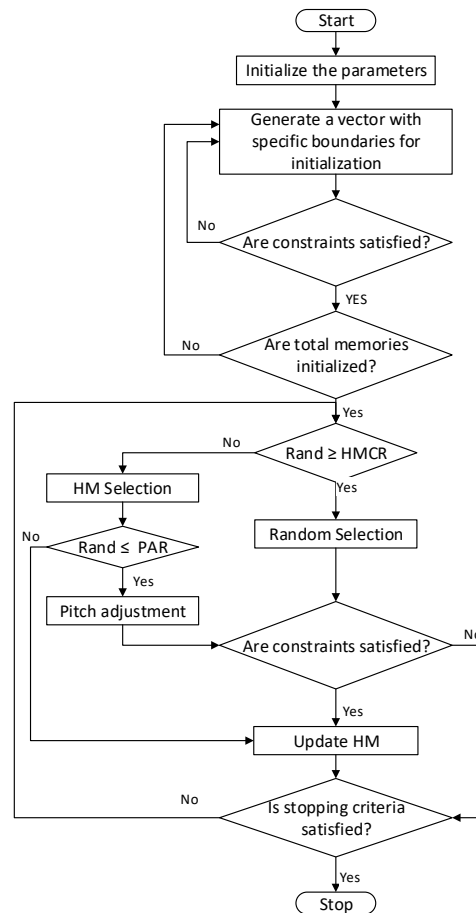 Start
Initialize the parameters
Generate a vector with
specific boundaries for
initialization
No
Are constraints satisfied?
YES
No
Are total memories
initialized?
Yes
No
Rand ≥ HMCR
HM Selection
Yes
No
Rand ≤ PAR
Random Selection
Yes
Pitch adjustment
Are constraints satisfied?
No
Yes
Update HM
No
Is stopping criteria
satisfied?
Yes
Stop